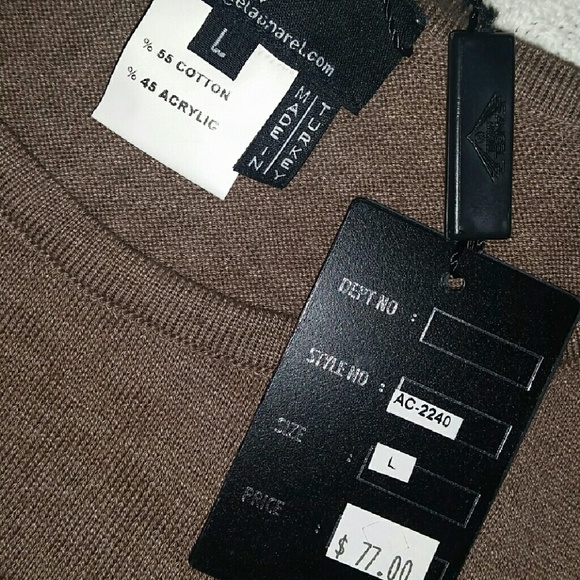 L
% 55 COTTON
% 45 ACRYLIC
MADE IN
TURKEY
DEPT.NO :
STYLE NO :
AC-2240
SIZE :
L
PRICE :
$ 77.00